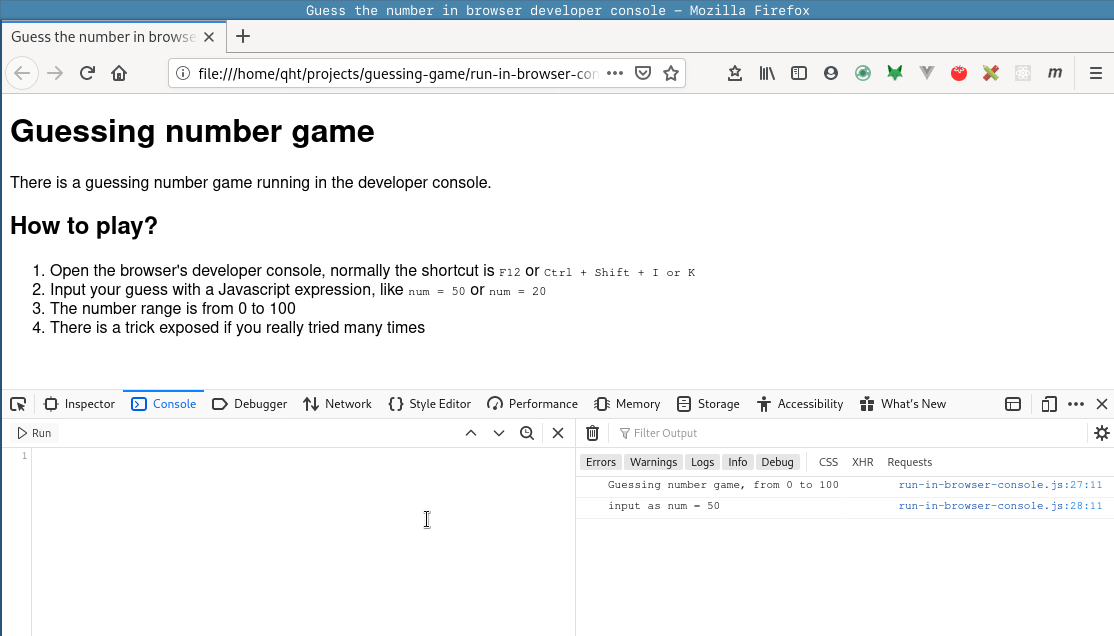 Guess the number in browser developer console – Mozilla Firefox
Guess the number in browse
file:///home/qht/projects/guessing-game/run-in-browser-con
m
Guessing number game
There is a guessing number game running in the developer console.
How to play?
1. Open the browser's developer console, normally the shortcut is F12 or Ctrl + Shift + I or K
2. Input your guess with a Javascript expression, like num = 50 or num = 20
3. The number range is from 0 to 100
4. There is a trick exposed if you really tried many times
Inspector Console Debugger Network Style Editor Performance Memory Storage Accessibility What's New
Run Filter Output
1
Errors Warnings Logs Info Debug CSS XHR Requests
Guessing number game, from 0 to 100 run-in-browser-console.js:27:11
input as num = 50 run-in-browser-console.js:28:11